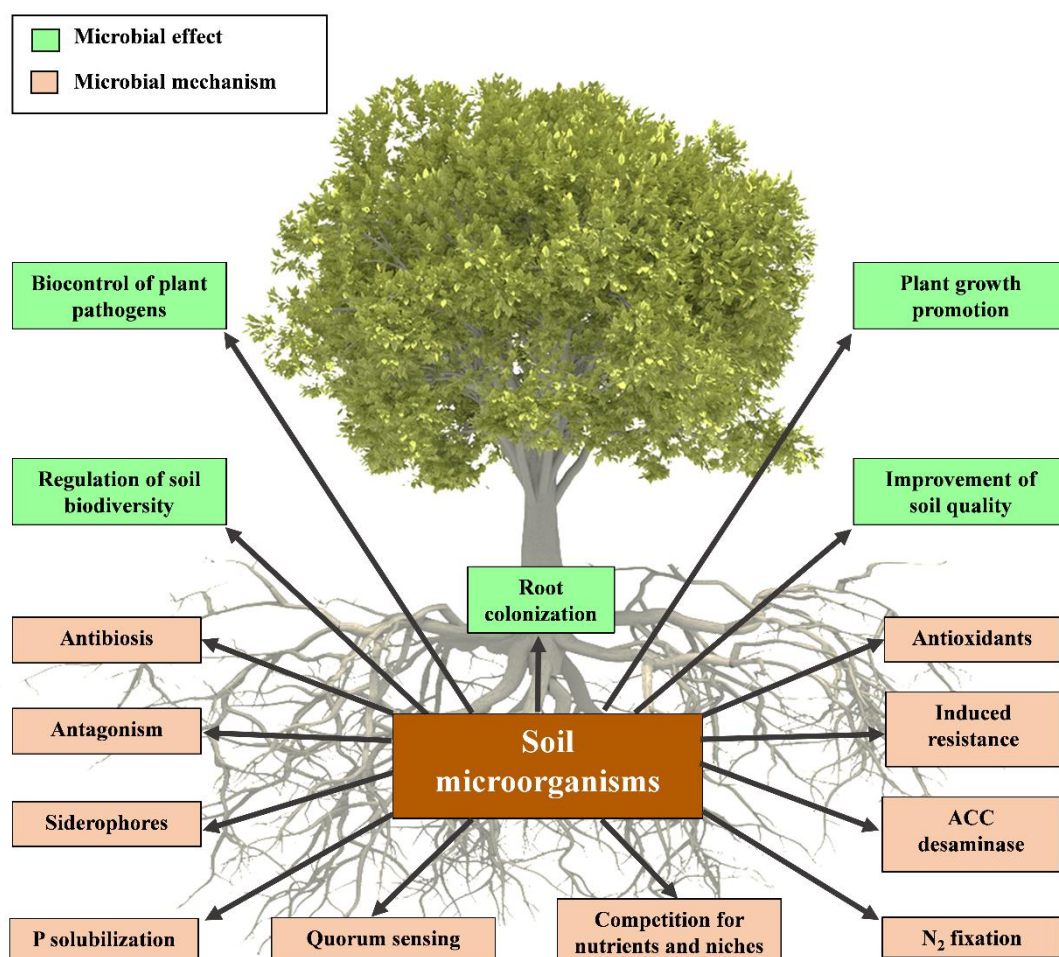 Microbial effect
Microbial mechanism
Biocontrol of plant
pathogens
Plant growth
promotion
Regulation of soil
biodiversity
Improvement of
soil quality
Root
colonization
Antibiosis
Antioxidants
Antagonism
Induced
resistance
Soil
microorganisms
Siderophores
ACC
desaminase
P solubilization
Quorum sensing
Competition for
nutrients and niches
N₂ fixation